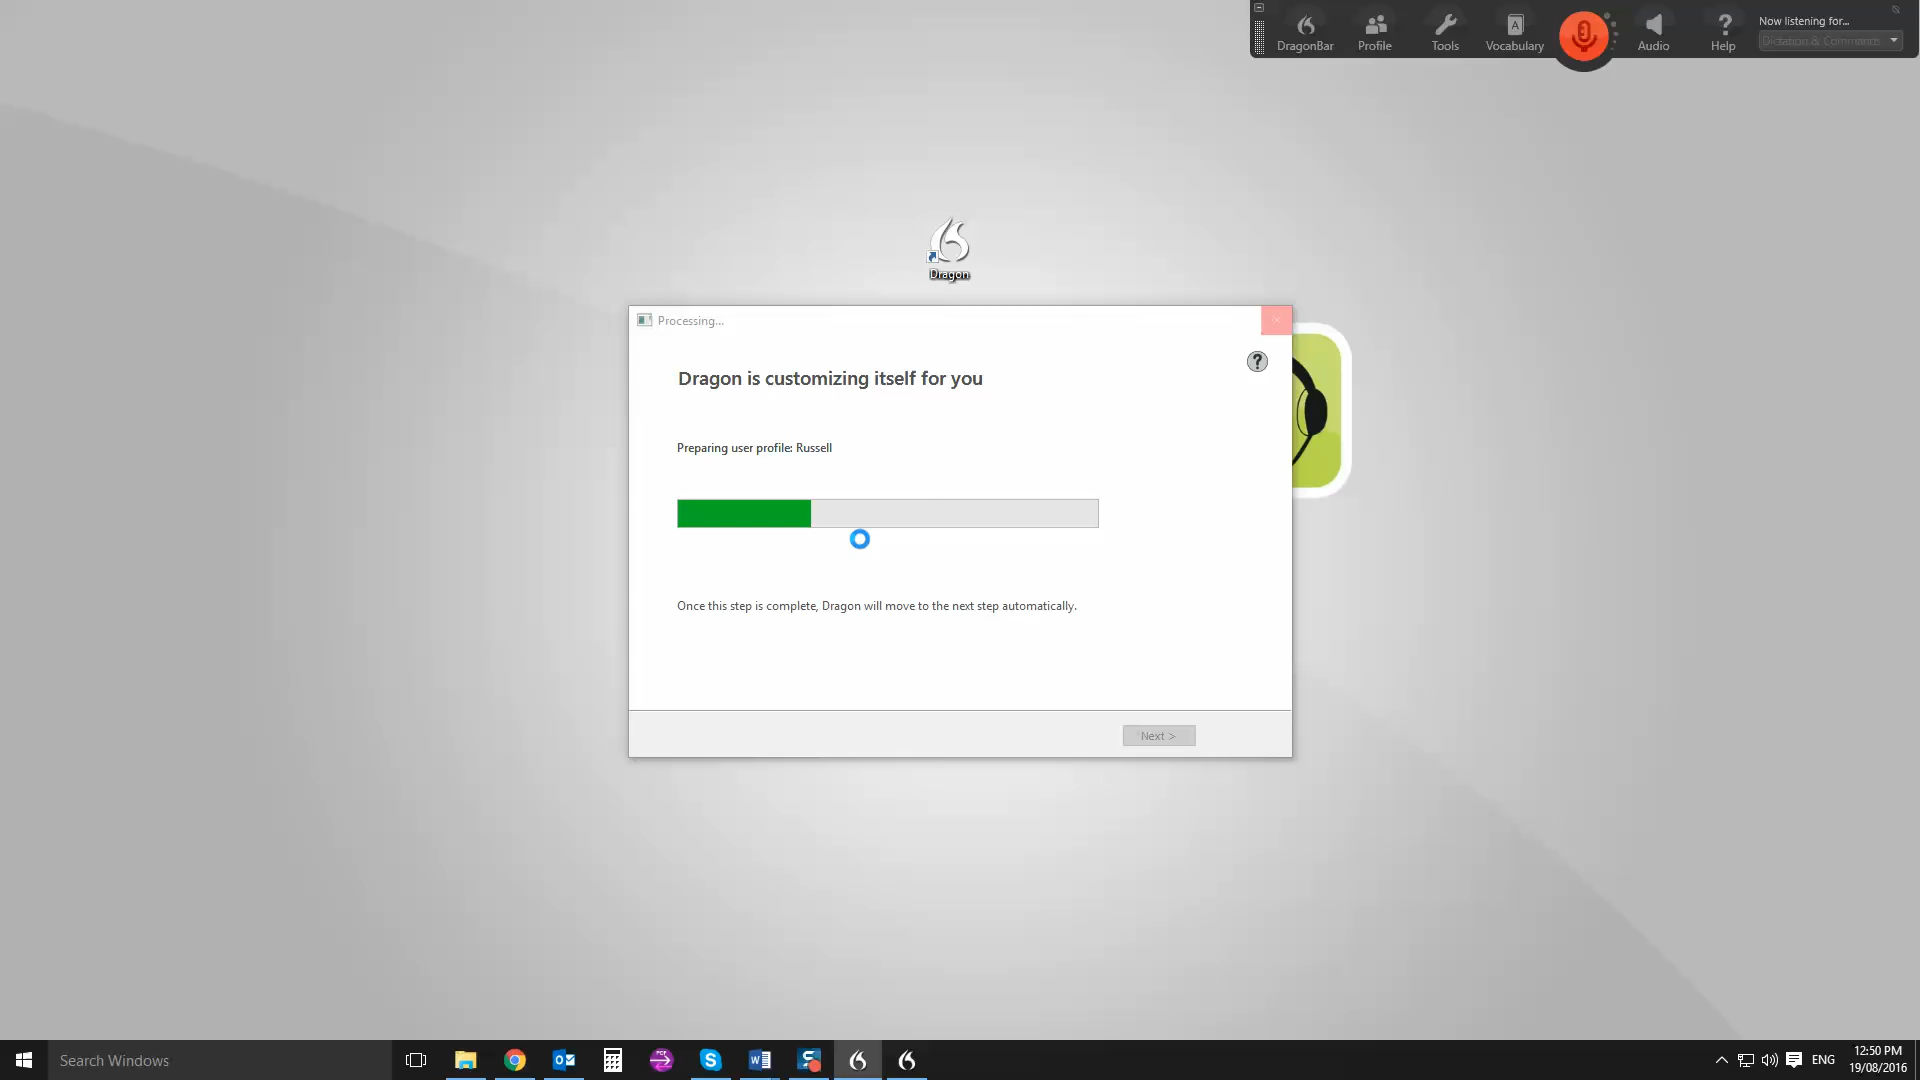 Now listening for...
DragonBar Profile Tools Vocabulary Audio Help Dictation & Commands
Dragon
Processing...
Dragon is customizing itself for you
Preparing user profile: Russell
Once this step is complete, Dragon will move to the next step automatically.
Next >
Search Windows
ENG
12:50 PM
19/08/2016